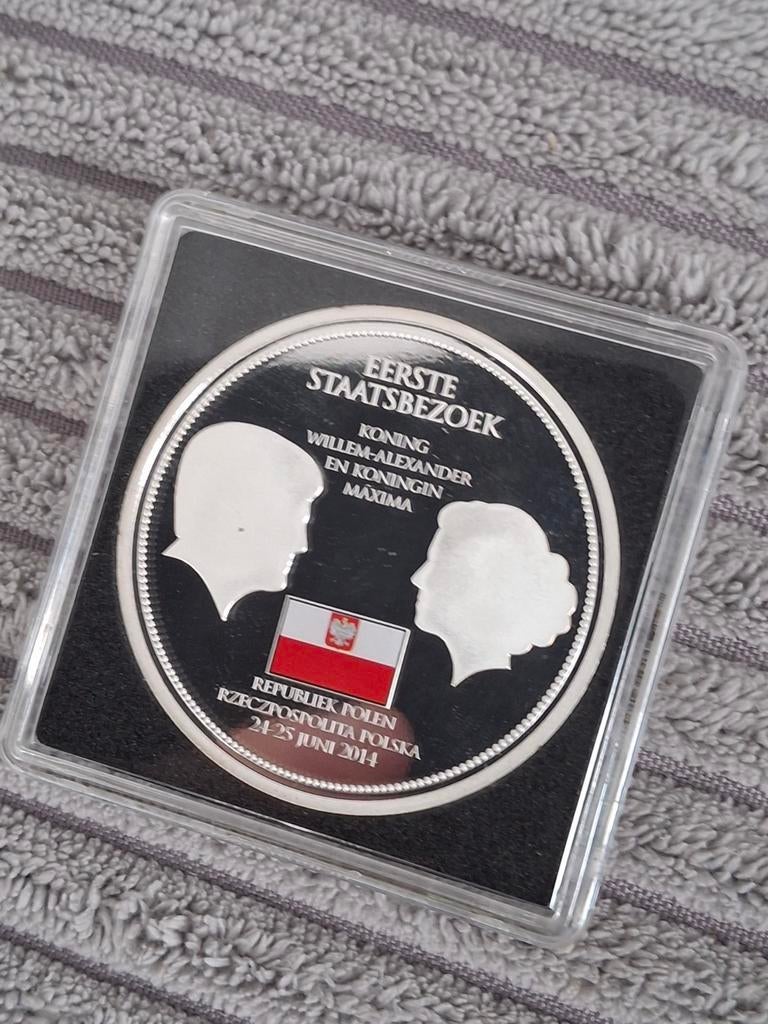 EERSTE
STAATSBEZOEK
KONING
WILLEM-ALEXANDER
EN KONINGIN
MÁXIMA
REPUBLIEK POLEN
RZECZPOSPOLITA POLSKA
24-25 JUNI 2014